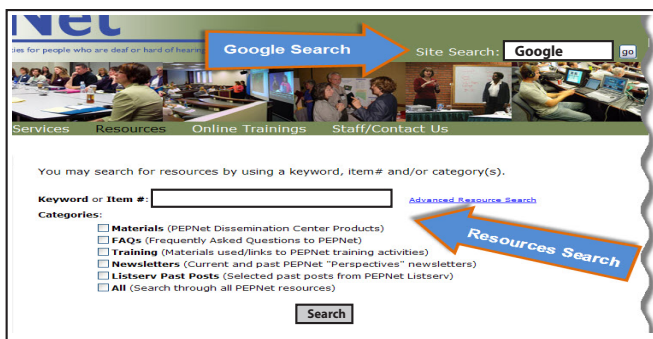 Net
ies for people who are deaf or hard of hearing
Google Search
Site Search: Google go
Services Resources Online Trainings Staff/Contact Us
You may search for resources by using a keyword, item# and/or category(s).
Keyword or Item #: Advanced Resource Search
Categories:
Materials (PEPNet Dissemination Center Products)
FAQs (Frequently Asked Questions to PEPNet)
Training (Materials used/links to PEPNet training activities)
Newsletters (Current and past PEPNet "Perspectives" newsletters)
Listserv Past Posts (Selected past posts from PEPNet Listserv)
All (Search through all PEPNet resources)
Resources Search
Search